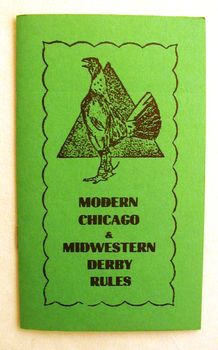 MODERN
CHICAGO
&
MIDWESTERN
DERBY
RULES